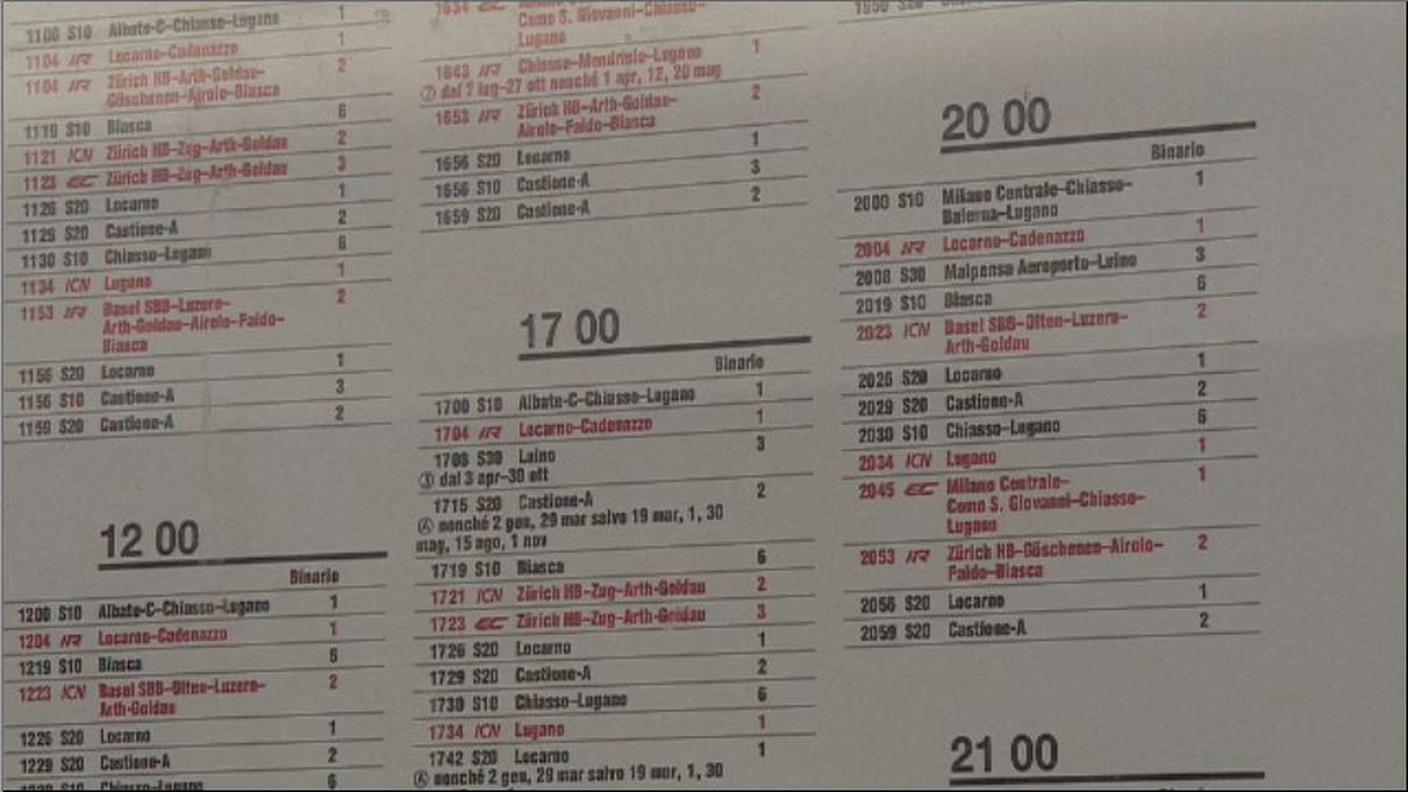 1100 S10 Albate-C–Chiasso–Lugano 1
1104 IR Locarno–Cadenazzo 1
1104 IR Zürich HB–Arth-Goldau– 2
Göschenen–Airolo–Biasca
1119 S10 Biasca 6
1121 ICN Zürich HB–Zug–Arth-Goldau 2
1123 EC Zürich HB–Zug–Arth-Goldau 3
1126 S20 Locarno 1
1129 S20 Castione-A 2
1130 S10 Chiasso–Lugano 6
1134 ICN Lugano 1
1153 IR Basel SBB–Luzern– 2
Arth-Goldau–Airolo–Faido–
Biasca
1156 S20 Locarno 1
1156 S10 Castione-A 3
1159 S20 Castione-A 2
12 00
Binario
1200 S10 Albate-C–Chiasso–Lugano 1
1204 IR Locarno–Cadenazzo 1
1219 S10 Biasca 6
1223 ICN Basel SBB–Olten–Luzern– 2
Arth-Goldau
1226 S20 Locarno 1
1229 S20 Castione-A 2
1230 S10 Chiasso–Lugano 6
1634 EC
Como S. Giovanni–Chiasso–
Lugano
1643 IR Chiasso–Mendrisio–Lugano 1
⑦ dal 7 lug–27 ott nonché 1 apr, 12, 20 mag
1653 IR Zürich HB–Arth-Goldau– 2
Airolo–Faido–Biasca
1656 S20 Locarno 1
1656 S10 Castione-A 3
1659 S20 Castione-A 2
17 00
Binario
1700 S10 Albate-C–Chiasso–Lugano 1
1704 IR Locarno–Cadenazzo 1
1708 S30 Luino 3
③ dal 3 apr–30 ott
1715 S20 Castione-A 2
Ⓐ nonché 2 gen, 29 mar salvo 19 mar, 1, 30
mag, 15 ago, 1 nov
1719 S10 Biasca 6
1721 ICN Zürich HB–Zug–Arth-Goldau 2
1723 EC Zürich HB–Zug–Arth-Goldau 3
1726 S20 Locarno 1
1729 S20 Castione-A 2
1730 S10 Chiasso–Lugano 6
1734 ICN Lugano 1
1742 S20 Locarno 1
Ⓐ nonché 2 gen, 29 mar salvo 19 mar, 1, 30
20 00
Binario
2000 S10 Milano Centrale–Chiasso– 1
Balerna–Lugano
2004 IR Locarno–Cadenazzo 1
2008 S30 Malpensa Aeroporto–Luino 3
2019 S10 Biasca 6
2023 ICN Basel SBB–Olten–Luzern– 2
Arth-Goldau
2026 S20 Locarno 1
2029 S20 Castione-A 2
2030 S10 Chiasso–Lugano 6
2034 ICN Lugano 1
2045 EC Milano Centrale– 1
Como S. Giovanni–Chiasso–
Lugano
2053 IR Zürich HB–Göschenen–Airolo– 2
Faido–Biasca
2056 S20 Locarno 1
2059 S20 Castione-A 2
21 00